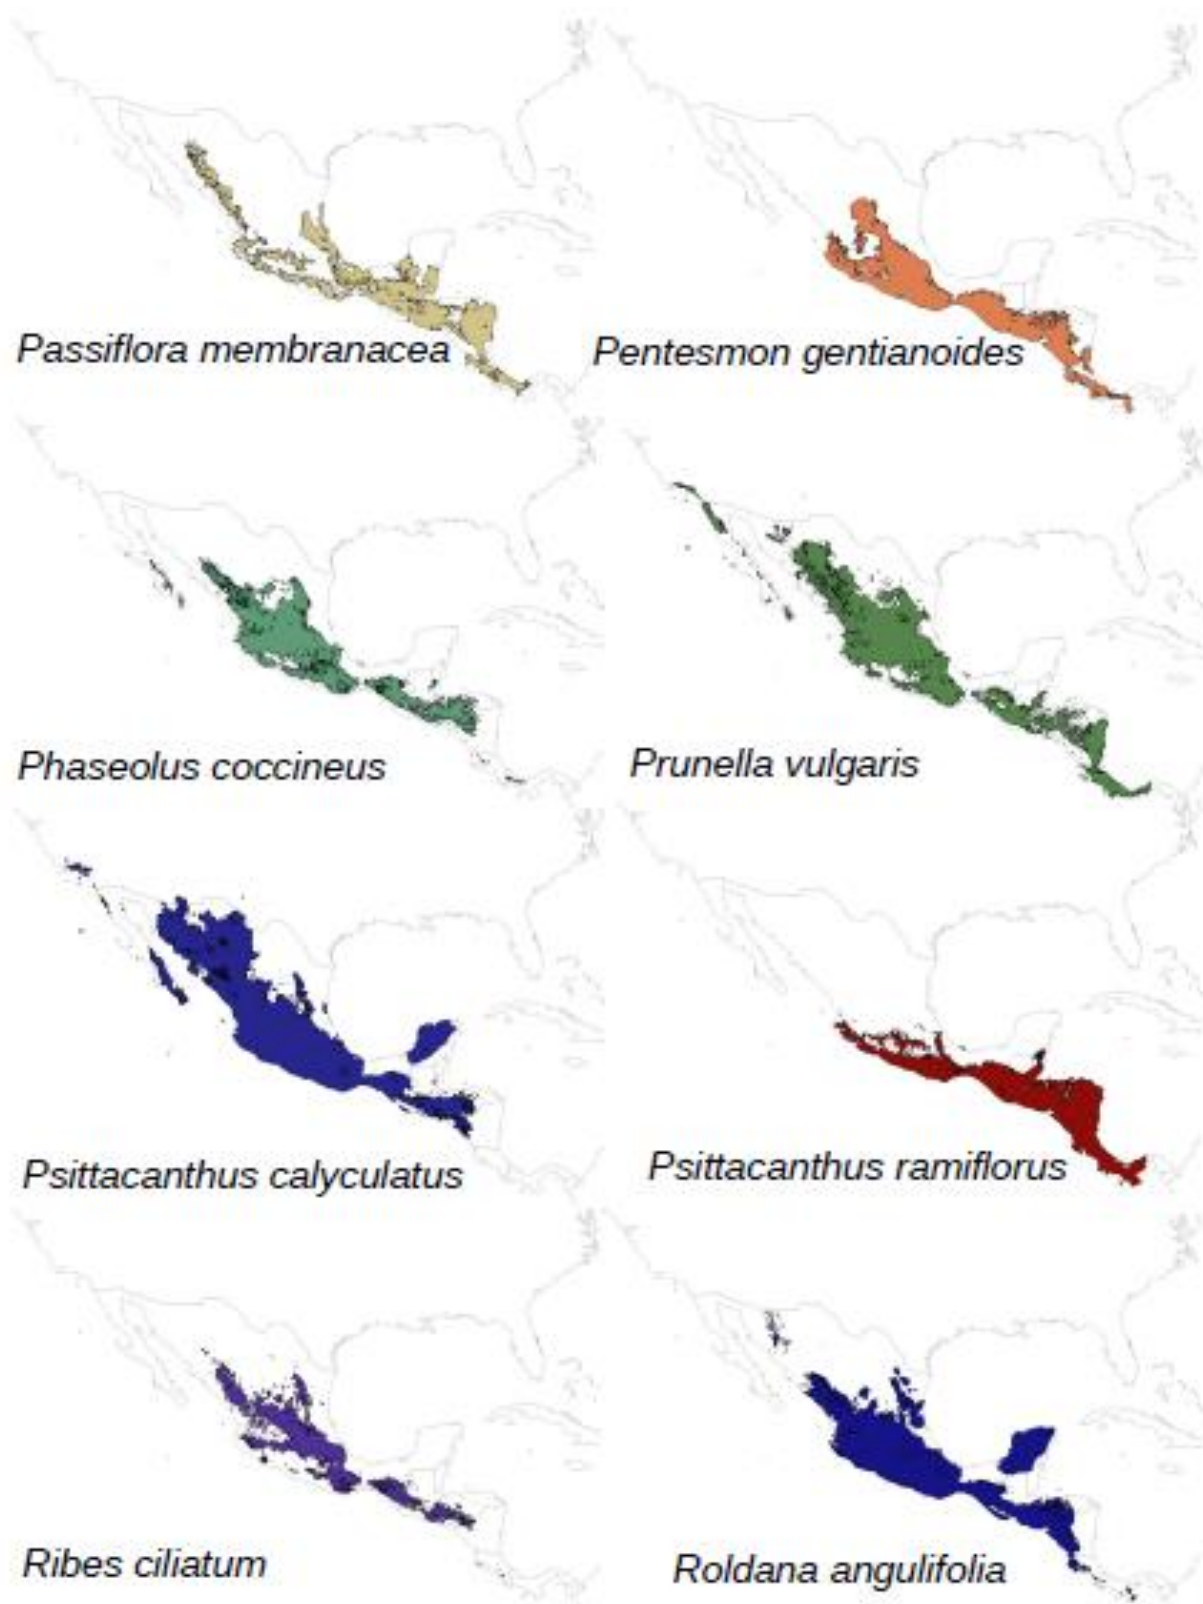 Passiflora membranacea
Pentesmon gentianoides
Phaseolus coccineus
Prunella vulgaris
Psittacanthus calyculatus
Psittacanthus ramiflorus
Ribes ciliatum
Roldana angulifolia